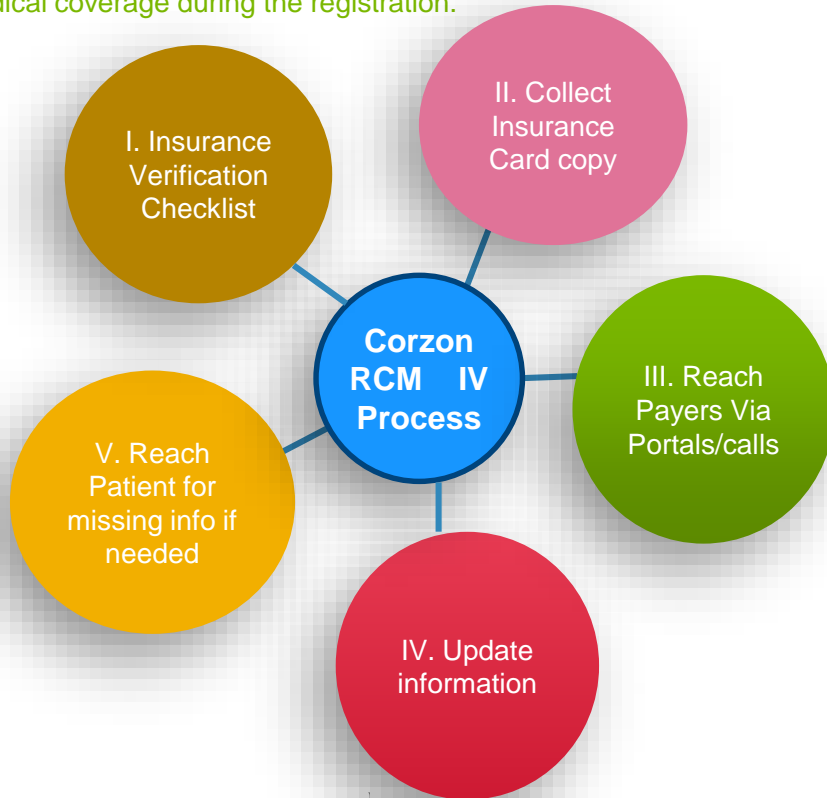 dical coverage during the registration.
I. Insurance
Verification
Checklist
II. Collect
Insurance
Card copy
Corzon
RCM IV
Process
III. Reach
Payers Via
Portals/calls
V. Reach
Patient for
missing info if
needed
IV. Update
information